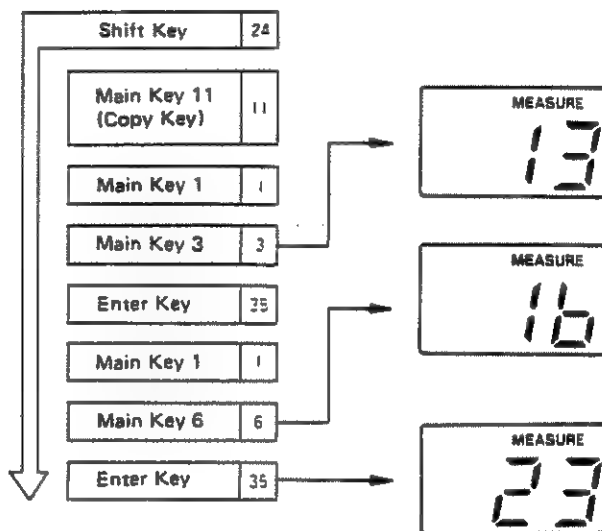 Shift Key 24
Main Key 11
(Copy Key) 11
Main Key 1 1
Main Key 3 3
Enter Key 35
Main Key 1 1
Main Key 6 6
Enter Key 35
MEASURE
13
MEASURE
16
MEASURE
23